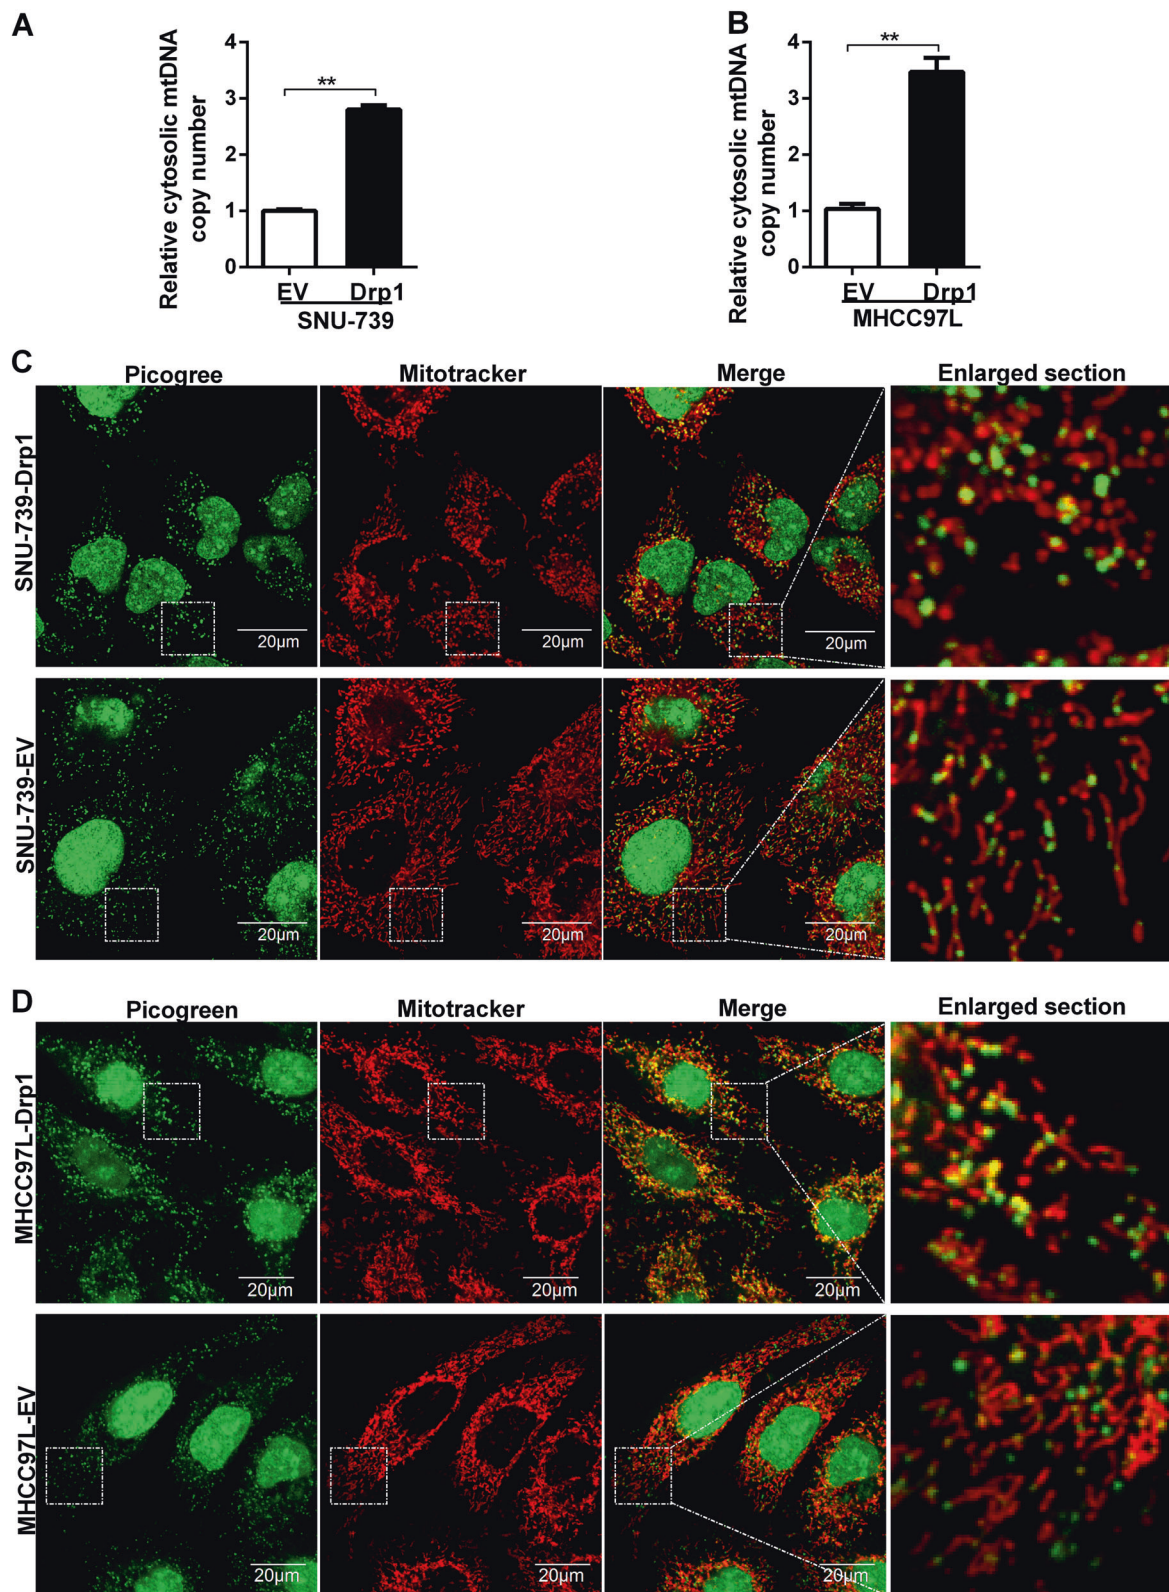 A
Relative cytosolic mtDNA
copy number
4
3
2
1
0
**
EV
Drp1
SNU-739
B
Relative cytosolic mtDNA
copy number
4
3
2
1
0
**
EV
Drp1
MHCC97L
C
Picogree
Mitotracker
Merge
Enlarged section
SNU-739-Drp1
20μm
20μm
20μm
SNU-739-EV
20μm
20μm
20μm
D
Picogreen
Mitotracker
Merge
Enlarged section
MHCC97L-Drp1
20μm
20μm
20μm
MHCC97L-EV
20μm
20μm
20μm